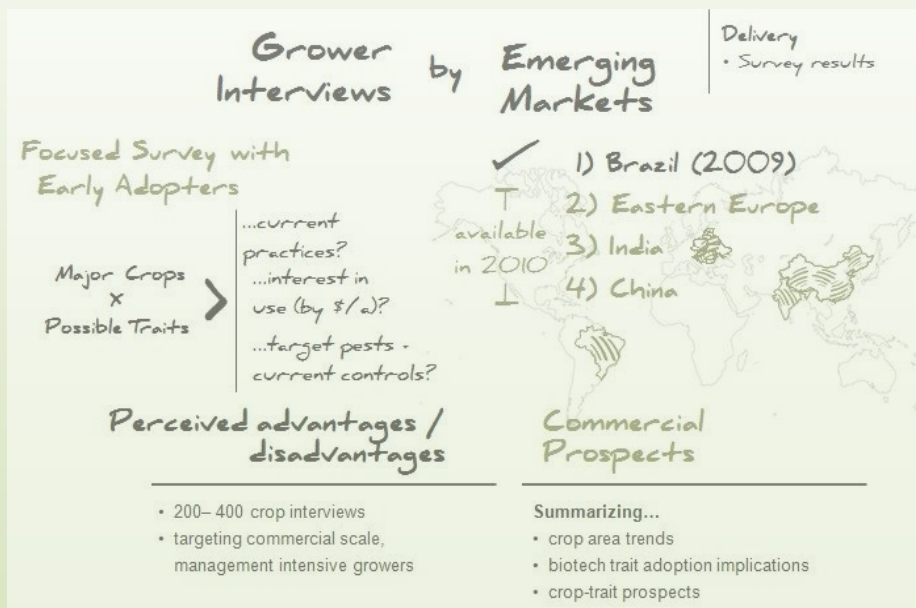 Grower
Interviews
by
Emerging
Markets
Delivery
• Survey results
Focused Survey with
Early Adopters
Major Crops
x
Possible Traits
>
...current
practices?
...interest in
use (by $/a)?
...target pests -
current controls?
✓
available
in 2010
1) Brazil (2009)
2) Eastern Europe
3) India
4) China
Perceived advantages /
disadvantages
• 200– 400 crop interviews
• targeting commercial scale,
management intensive growers
Commercial
Prospects
Summarizing...
• crop area trends
• biotech trait adoption implications
• crop-trait prospects